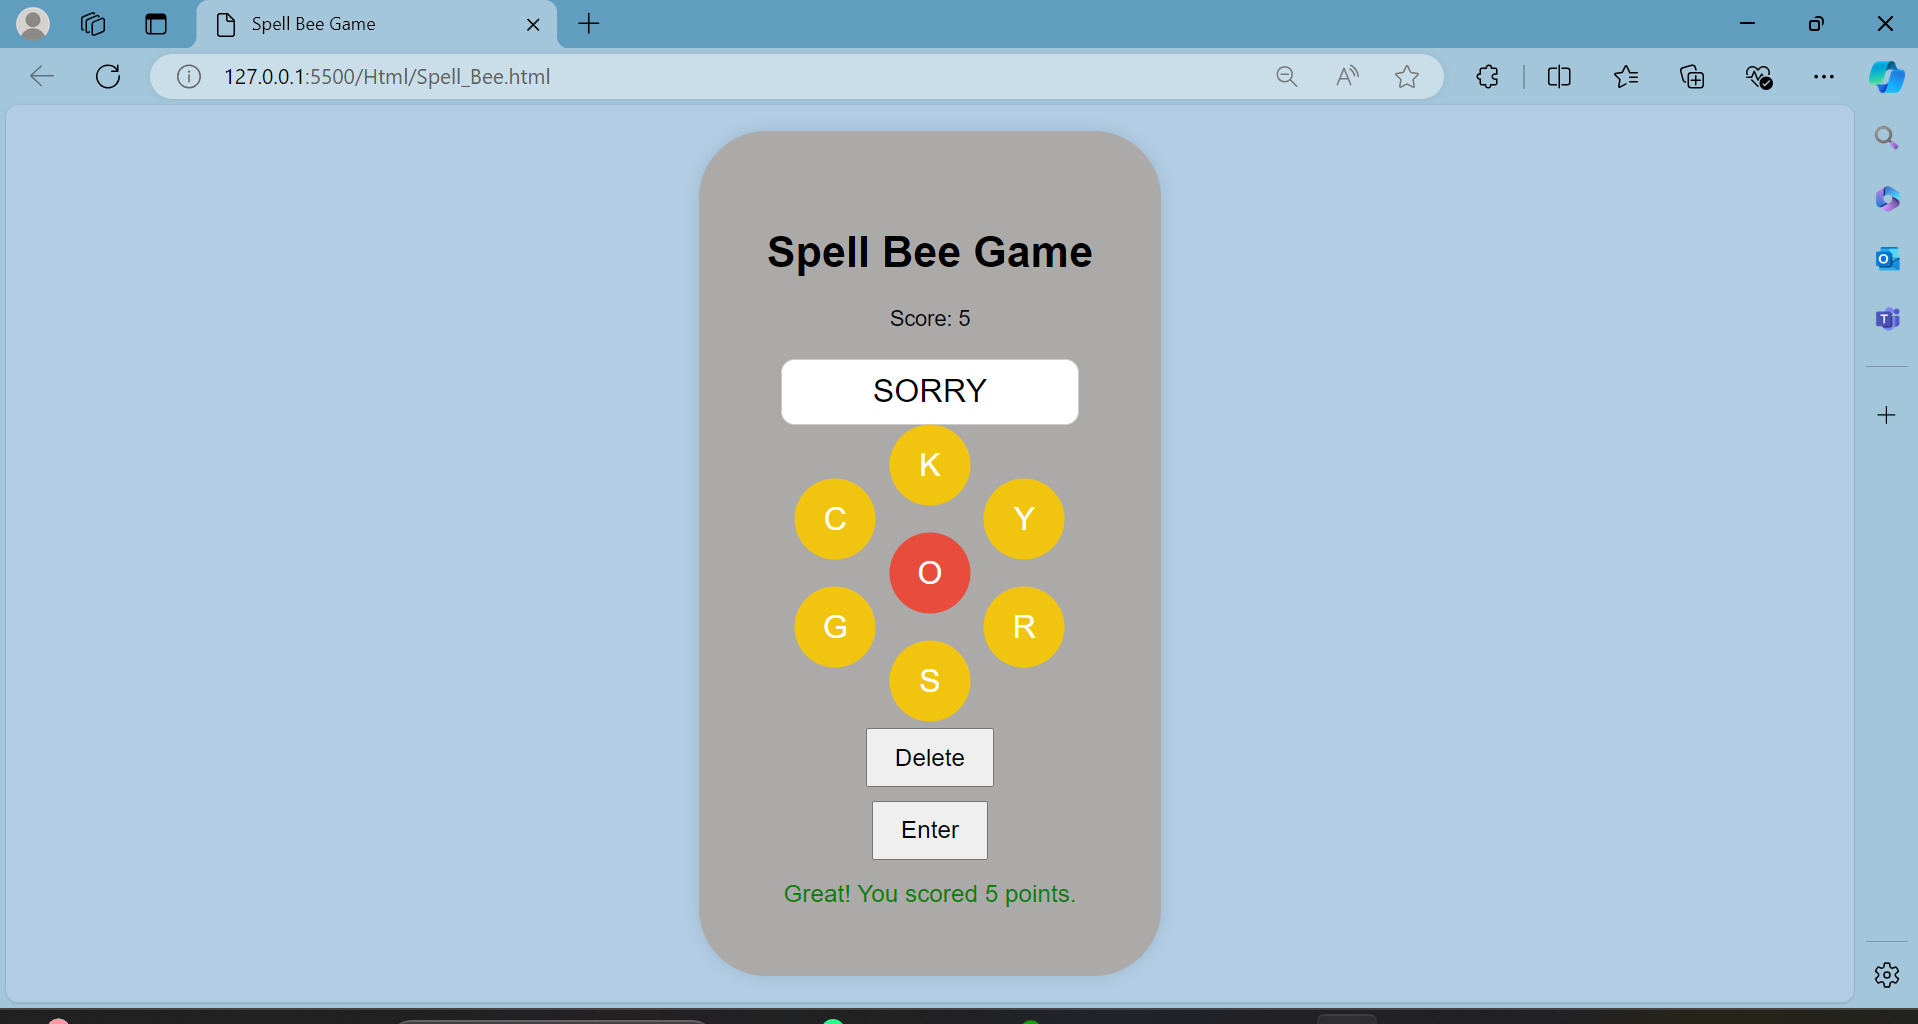 Spell Bee Game
127.0.0.1:5500/Html/Spell_Bee.html
Spell Bee Game
Score: 5
SORRY
K
C
Y
O
G
R
S
Delete
Enter
Great! You scored 5 points.